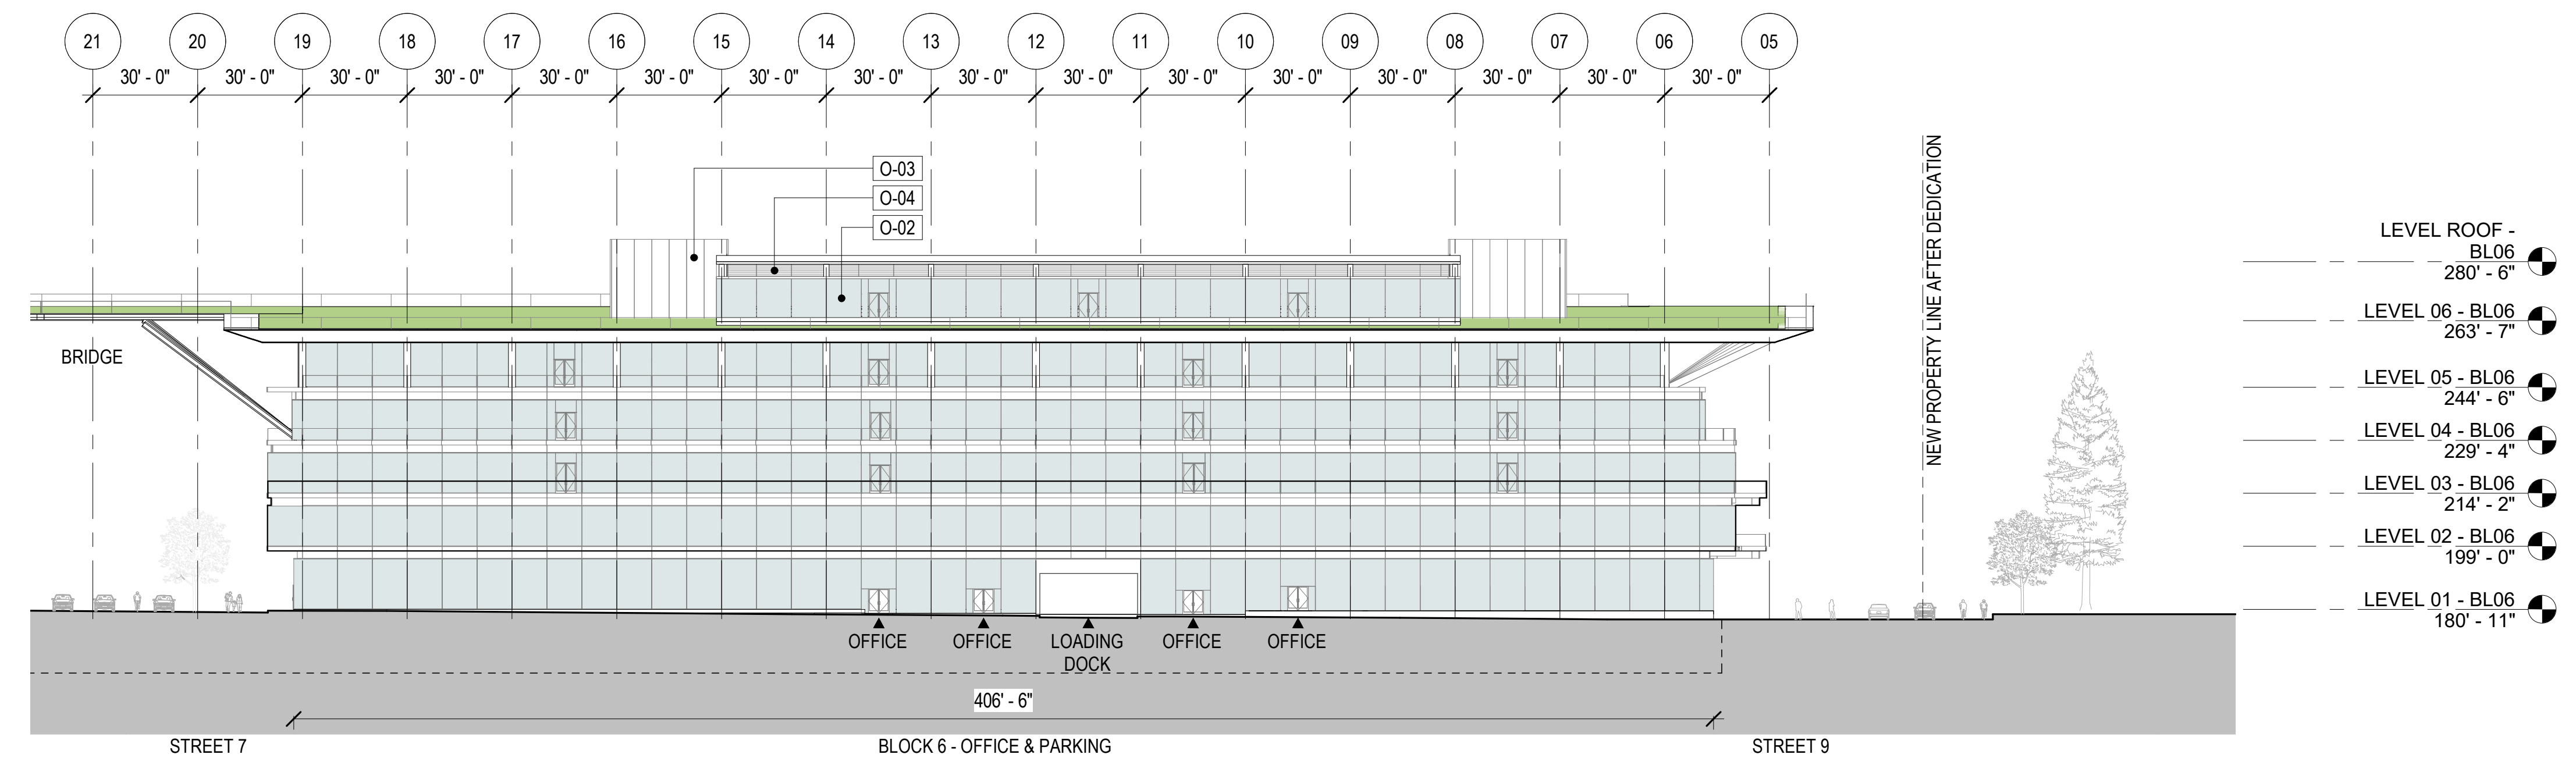 21 20 19 18 17 16 15 14 13 12 11 10 09 08 07 06 05
30' - 0" 30' - 0" 30' - 0" 30' - 0" 30' - 0" 30' - 0" 30' - 0" 30' - 0" 30' - 0" 30' - 0" 30' - 0" 30' - 0" 30' - 0" 30' - 0" 30' - 0" 30' - 0"
O-03
O-04
O-02
NEW PROPERTY LINE AFTER DEDICATION
LEVEL ROOF -
BL06
280' - 6"
LEVEL 06 - BL06
263' - 7"
BRIDGE
LEVEL 05 - BL06
244' - 6"
LEVEL 04 - BL06
229' - 4"
LEVEL 03 - BL06
214' - 2"
LEVEL 02 - BL06
199' - 0"
LEVEL 01 - BL06
180' - 11"
OFFICE
OFFICE
LOADING
DOCK
OFFICE
OFFICE
406' - 6"
STREET 7
BLOCK 6 - OFFICE & PARKING
STREET 9